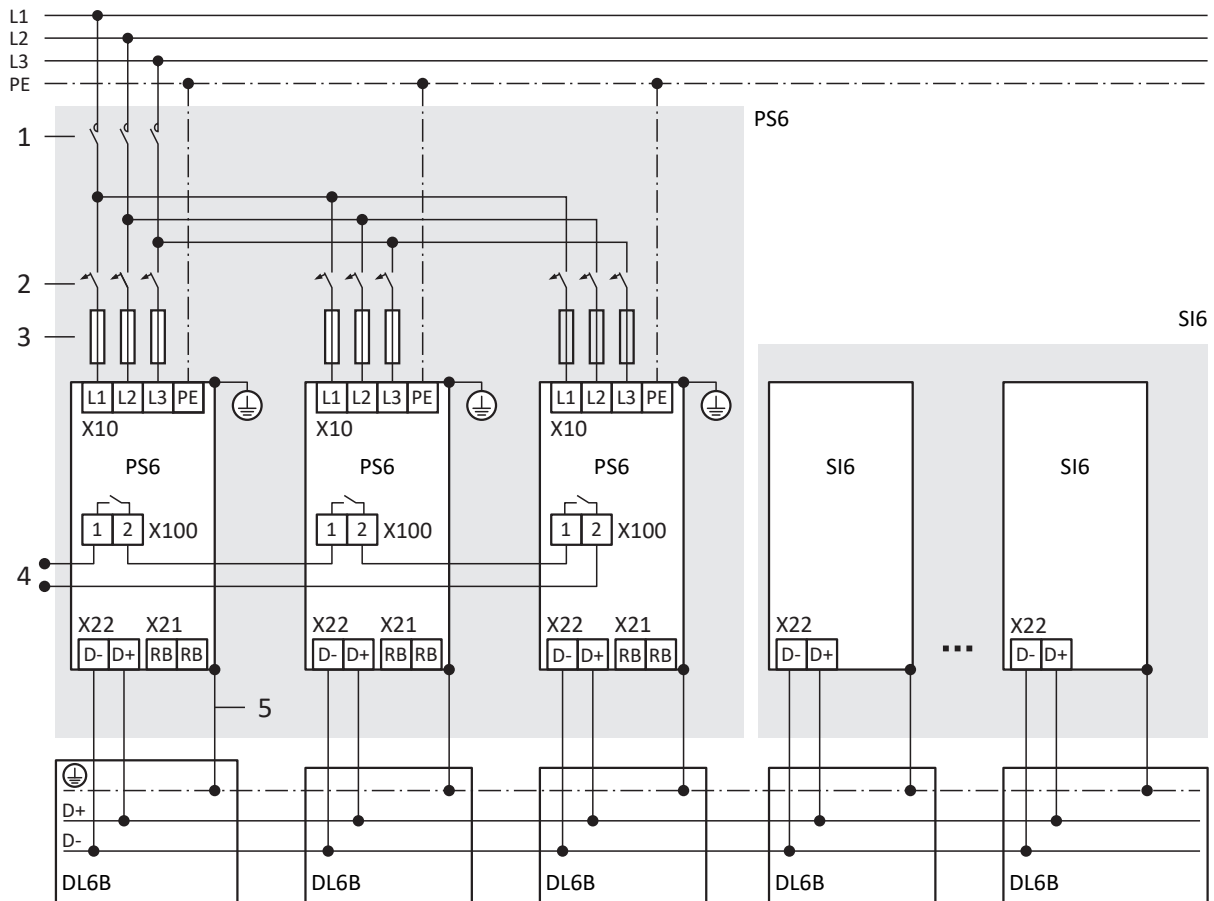 L1
L2
L3
PE
1
PS6
2
3
SI6
L1 L2 L3 PE
L1 L2 L3 PE
L1 L2 L3 PE
X10
X10
X10
PS6
PS6
PS6
SI6
SI6
1 2 X100
1 2 X100
1 2 X100
4
X22 X21
X22 X21
X22 X21
X22
X22
D- D+ RB RB
D- D+ RB RB
D- D+ RB RB
D- D+
...
D- D+
5
D+
D-
DL6B
DL6B
DL6B
DL6B
DL6B